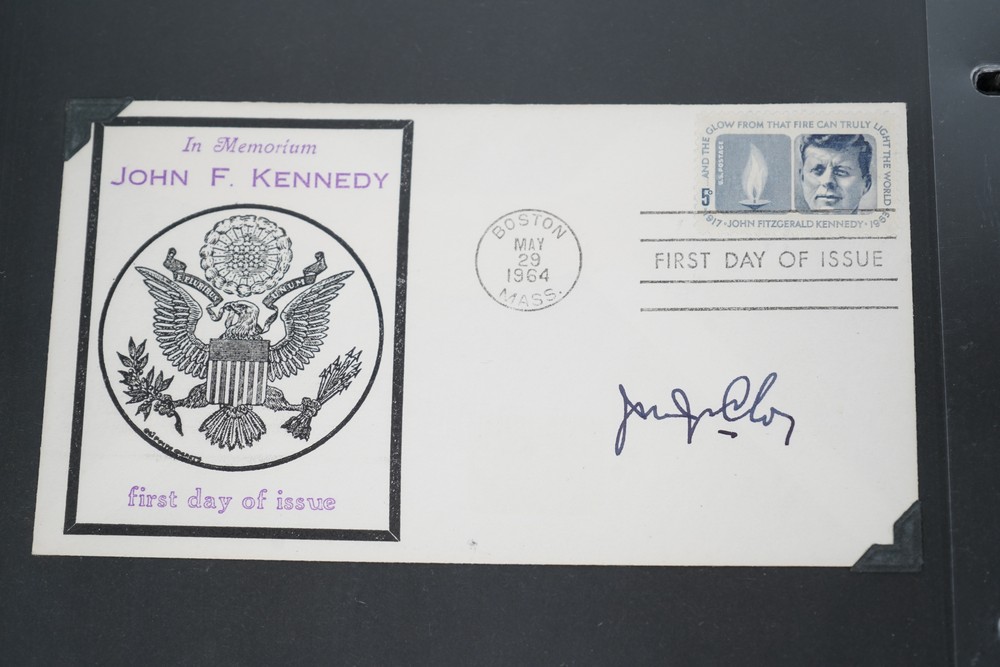 In Memorium
JOHN F. KENNEDY
E PLURIBUS UNUM
first day of issue
BOSTON
MAY
29
1964
MASS.
AND THE GLOW FROM THAT FIRE CAN TRULY LIGHT THE WORLD
U.S. POSTAGE
5¢
1917 · JOHN FITZGERALD KENNEDY · 1963
FIRST DAY OF ISSUE